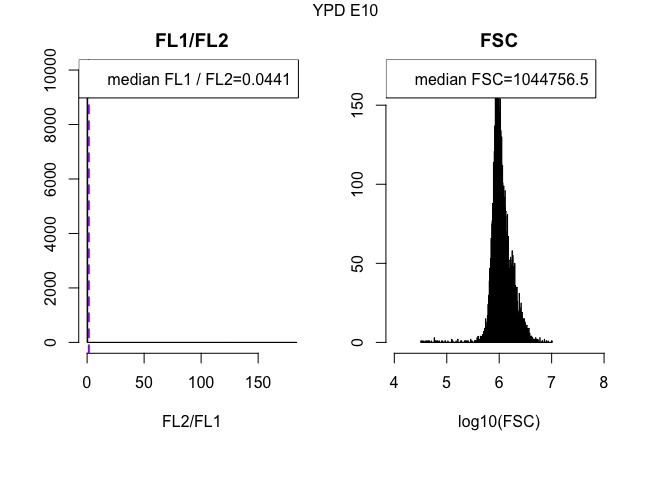 YPD E10
FL1/FL2
median FL1 / FL2=0.0441
0
2000
4000
6000
8000
10000
0 50 100 150
FL2/FL1
FSC
median FSC=1044756.5
0
50
100
150
4 5 6 7 8
log10(FSC)